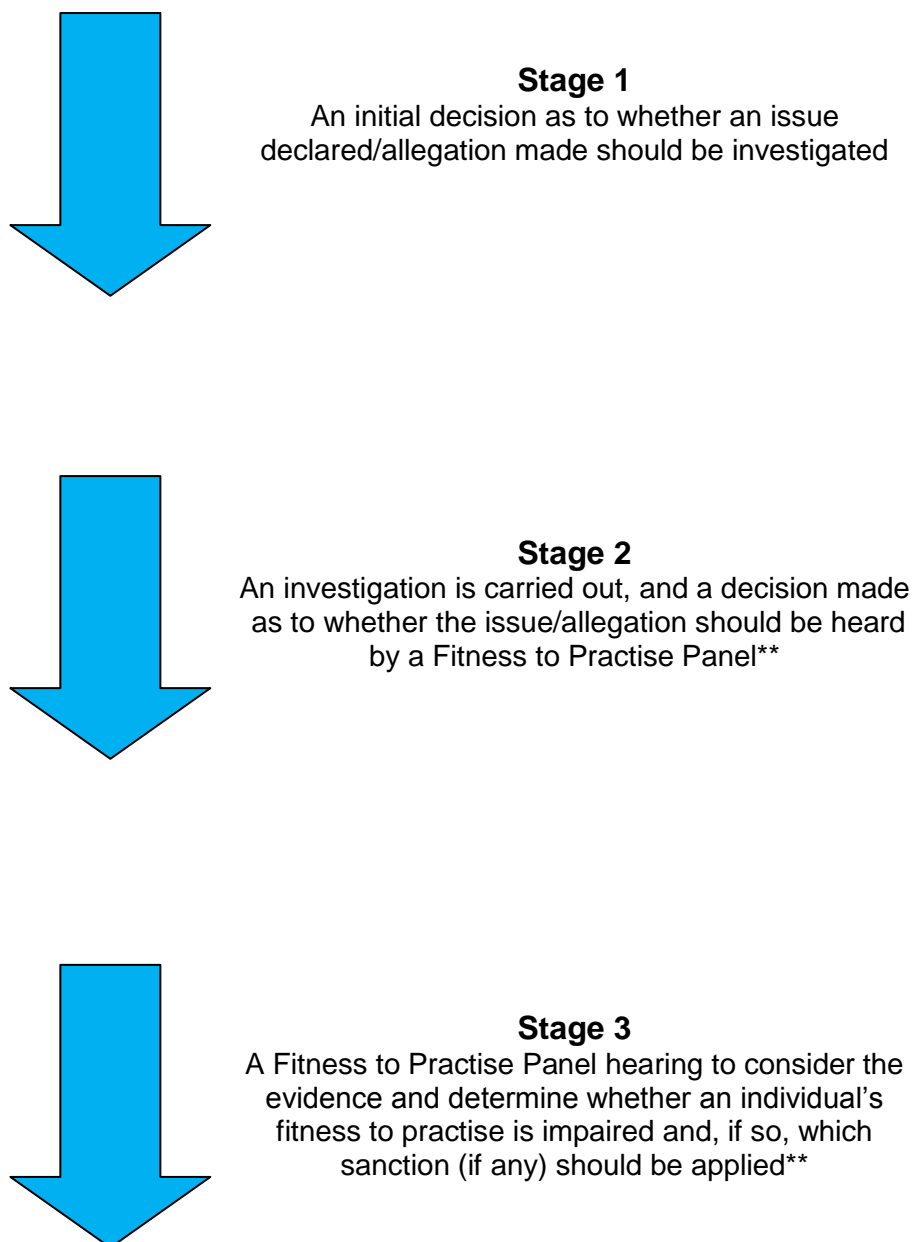 Stage 1
An initial decision as to whether an issue
declared/allegation made should be investigated
Stage 2
An investigation is carried out, and a decision made
as to whether the issue/allegation should be heard
by a Fitness to Practise Panel**
Stage 3
A Fitness to Practise Panel hearing to consider the
evidence and determine whether an individual’s
fitness to practise is impaired and, if so, which
sanction (if any) should be applied**